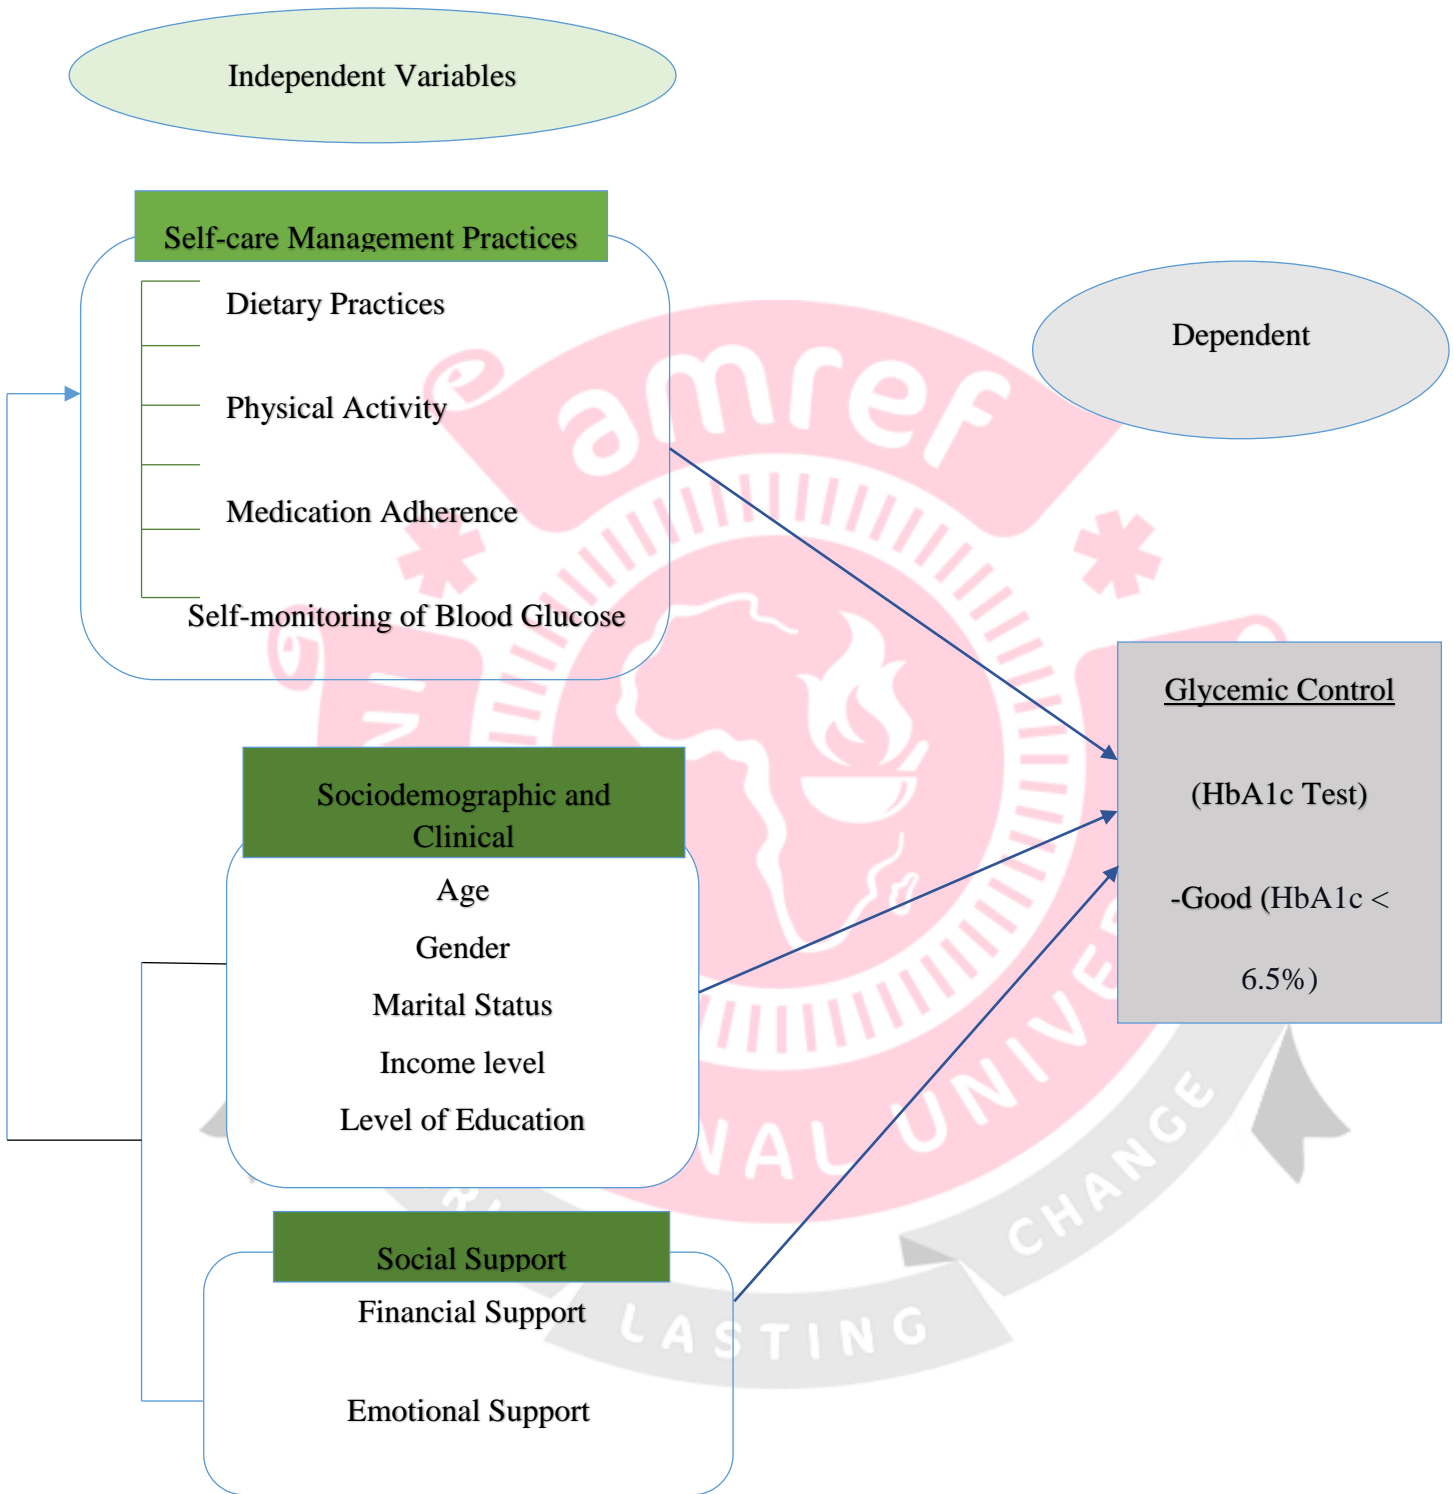 Independent Variables
Self-care Management Practices
Dietary Practices
Physical Activity
Medication Adherence
Self-monitoring of Blood Glucose
Dependent
Glycemic Control
(HbA1c Test)
-Good (HbA1c <
6.5%)
Sociodemographic and
Clinical
Age
Gender
Marital Status
Income level
Level of Education
Social Support
Financial Support
Emotional Support
amref
LASTING
CHANGE